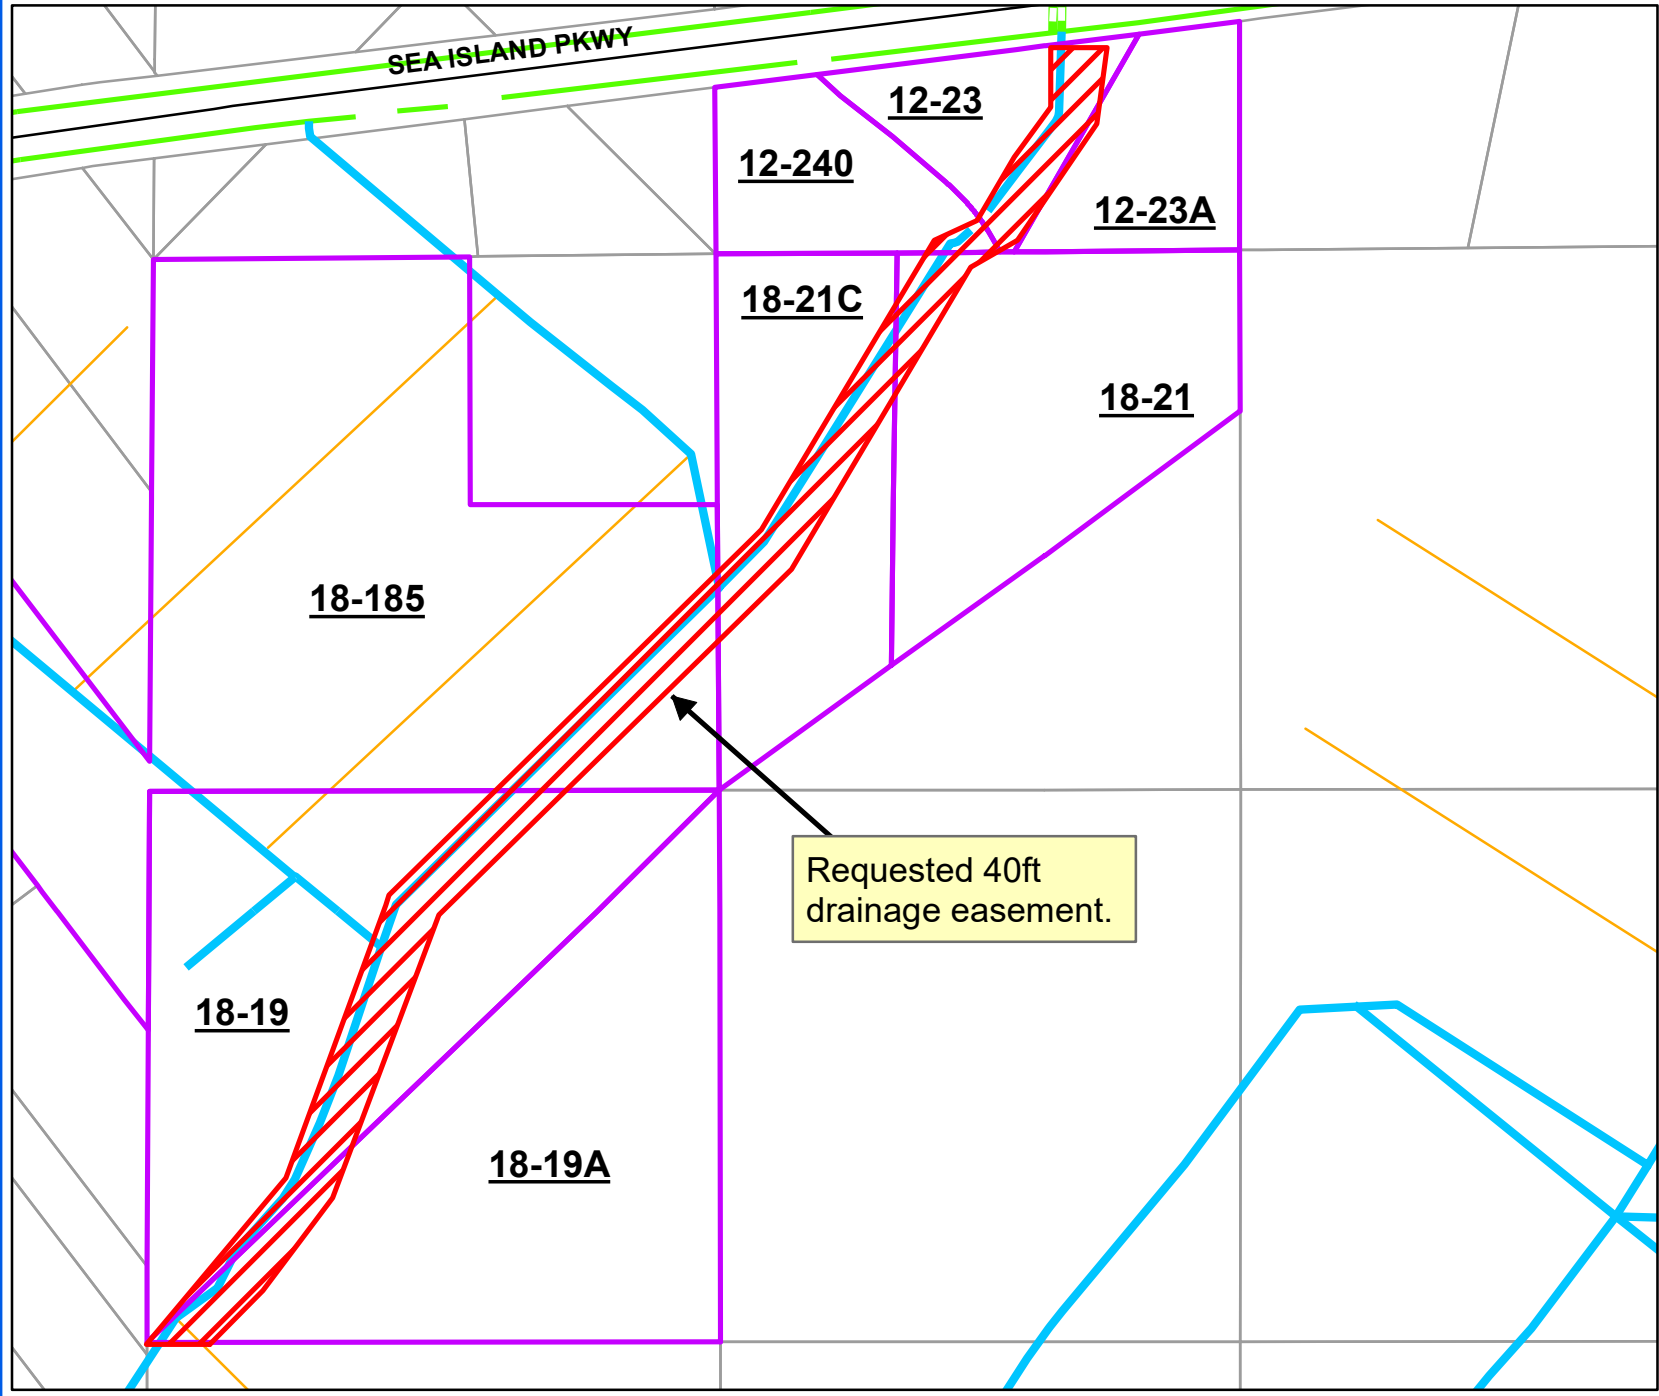 SEA ISLAND PKWY
12-23
12-240
12-23A
18-21C
18-21
18-185
Requested 40ft
drainage easement.
18-19
18-19A